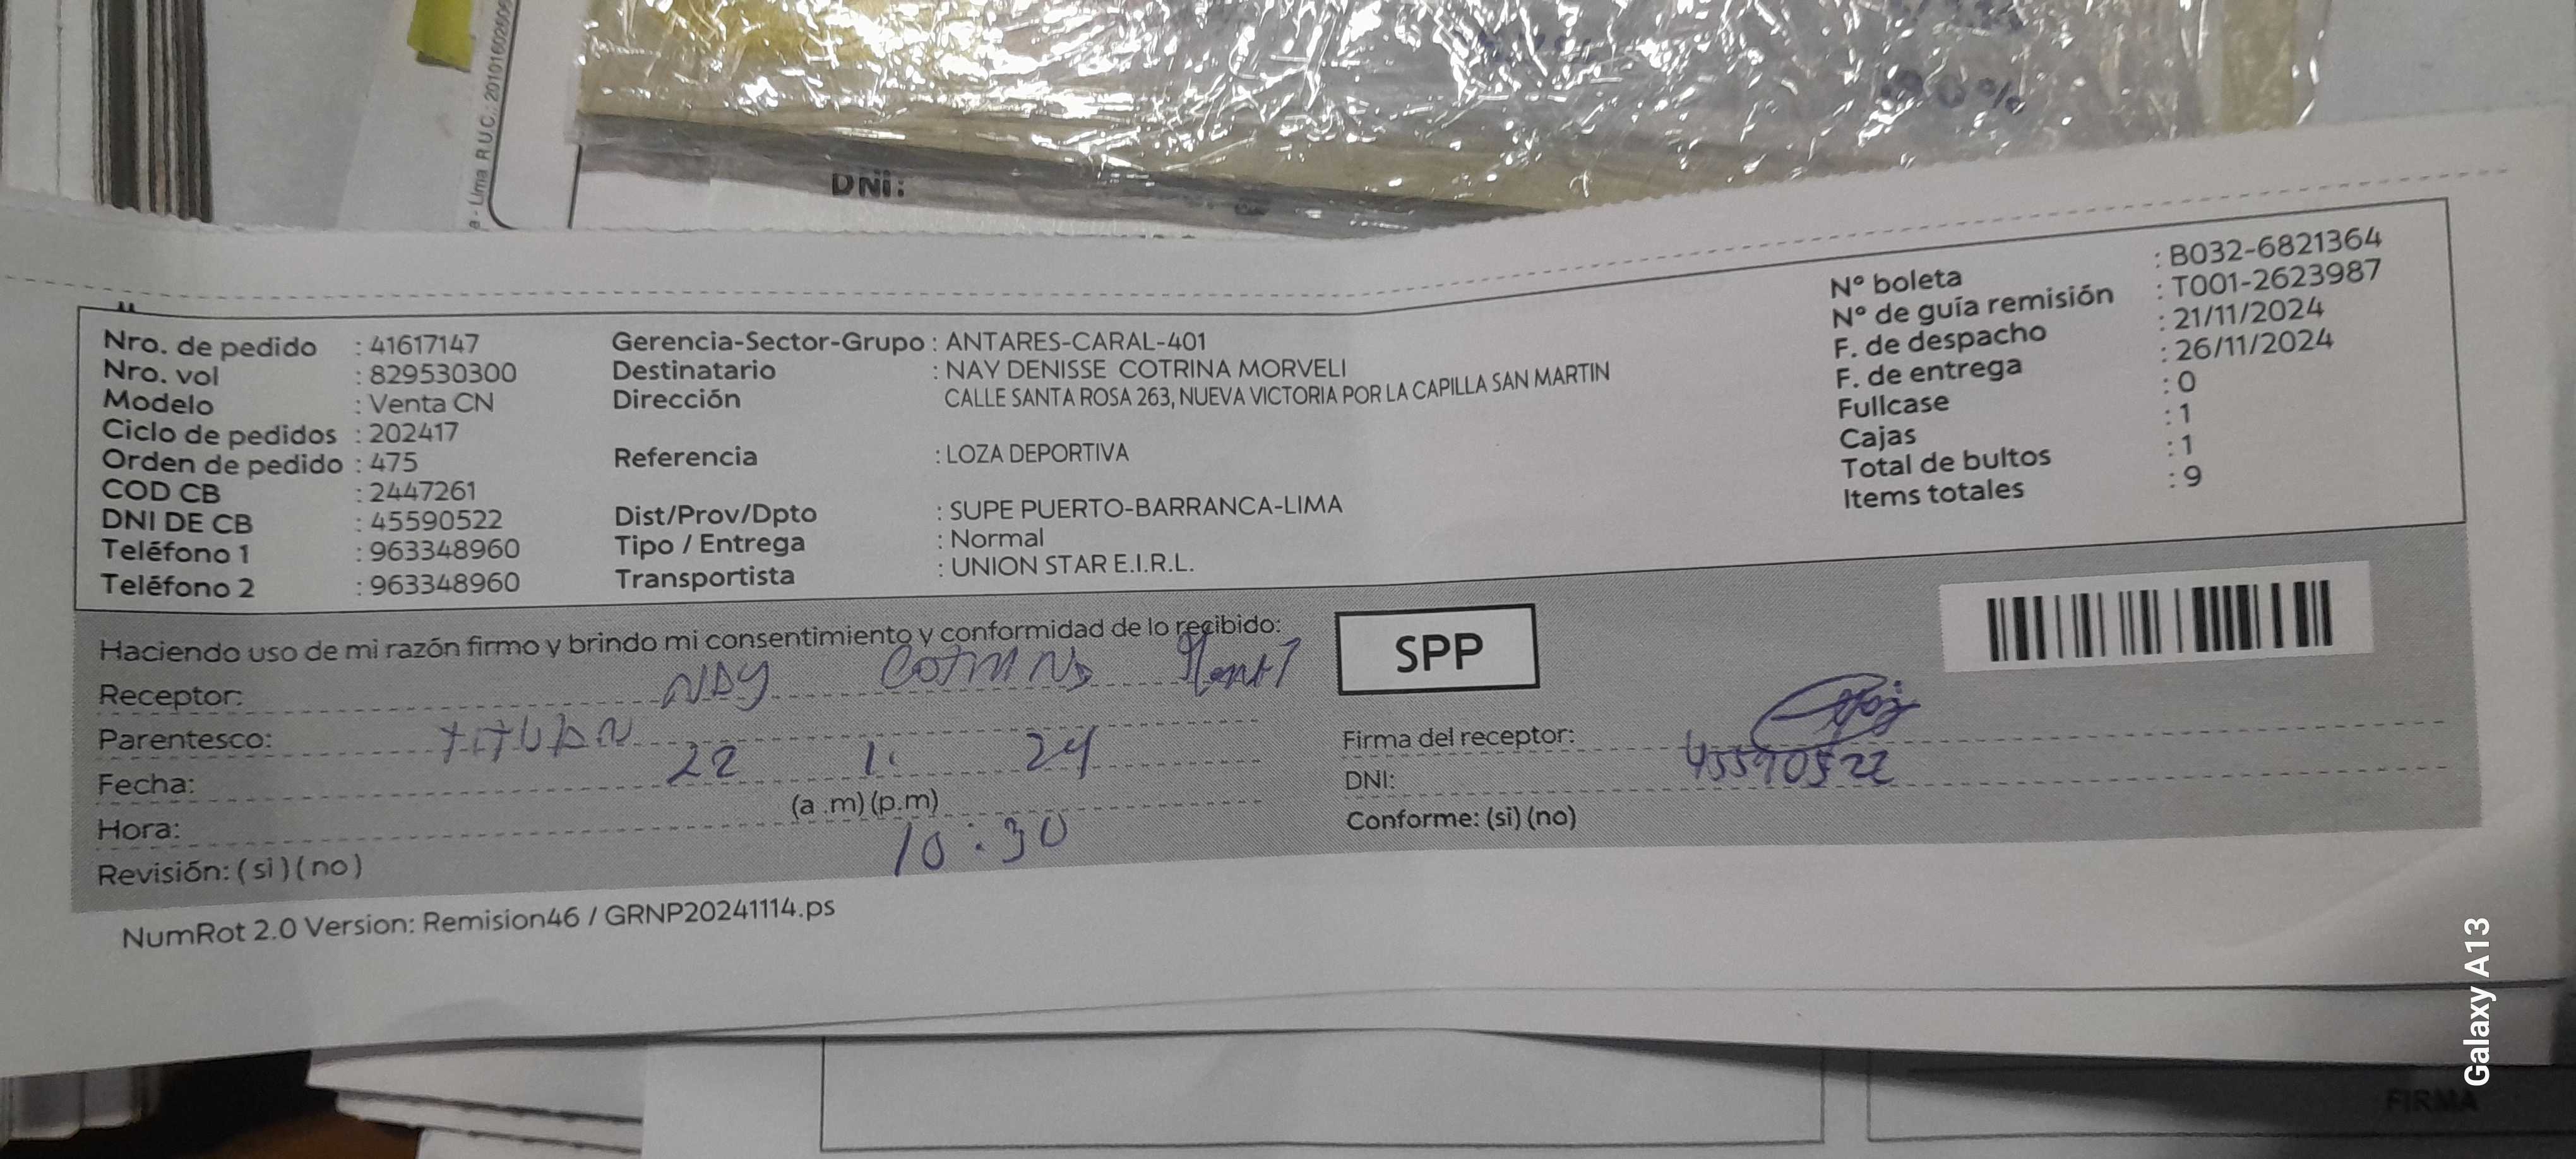 a - Lima R.U.C. 20101602806
90%
DNI:
Nro. de pedido : 41617147
Nro. vol : 829530300
Modelo : Venta CN
Ciclo de pedidos : 202417
Orden de pedido : 475
COD CB : 2447261
DNI DE CB : 45590522
Teléfono 1 : 963348960
Teléfono 2 : 963348960
Gerencia-Sector-Grupo : ANTARES-CARAL-401
Destinatario : NAY DENISSE COTRINA MORVELI
Dirección CALLE SANTA ROSA 263, NUEVA VICTORIA POR LA CAPILLA SAN MARTIN
Referencia : LOZA DEPORTIVA
Dist/Prov/Dpto : SUPE PUERTO-BARRANCA-LIMA
Tipo / Entrega : Normal
Transportista : UNION STAR E.I.R.L.
N° boleta : B032-6821364
N° de guía remisión : T001-2623987
F. de despacho : 21/11/2024
F. de entrega : 26/11/2024
Fullcase : 0
Cajas : 1
Total de bultos : 1
Items totales : 9
Haciendo uso de mi razón firmo y brindo mi consentimiento y conformidad de lo recibido:
Receptor: NAY COTRINA
Parentesco: TITULAR
Fecha: 22 11 24
Hora: (a .m) (p.m)
10:30
Revisión: ( si ) ( no )
SPP
Firma del receptor:
DNI: 45590522
Conforme: (si) (no)
NumRot 2.0 Version: Remision46 / GRNP20241114.ps
FIRMA
Galaxy A13